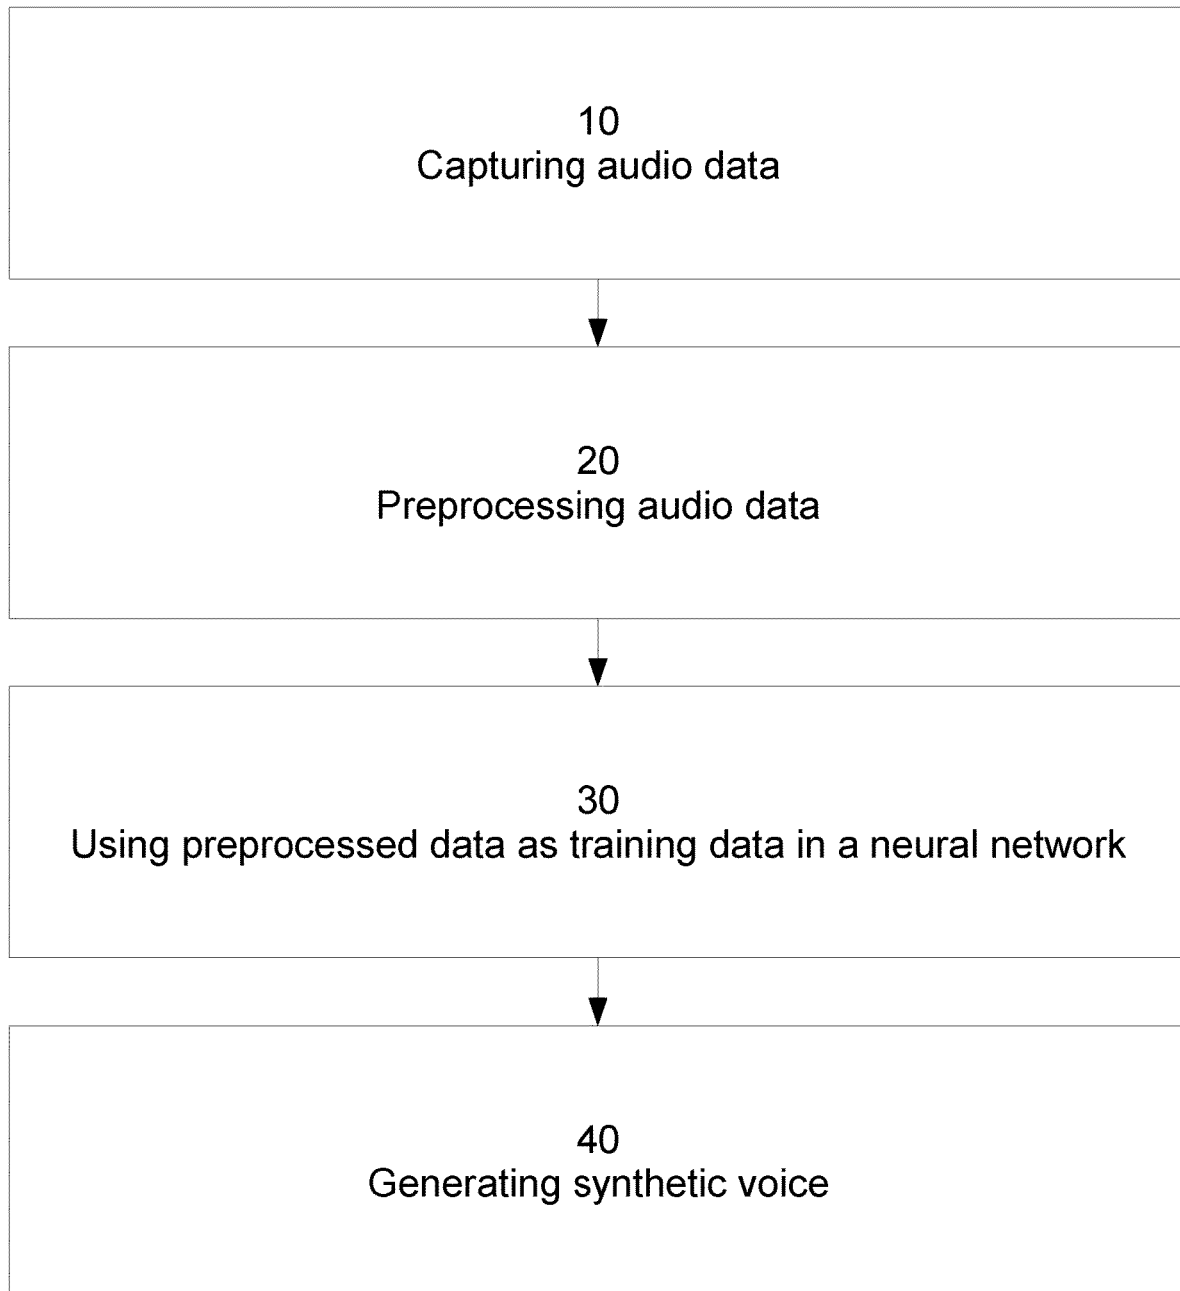 10
Capturing audio data
20
Preprocessing audio data
30
Using preprocessed data as training data in a neural network
40
Generating synthetic voice